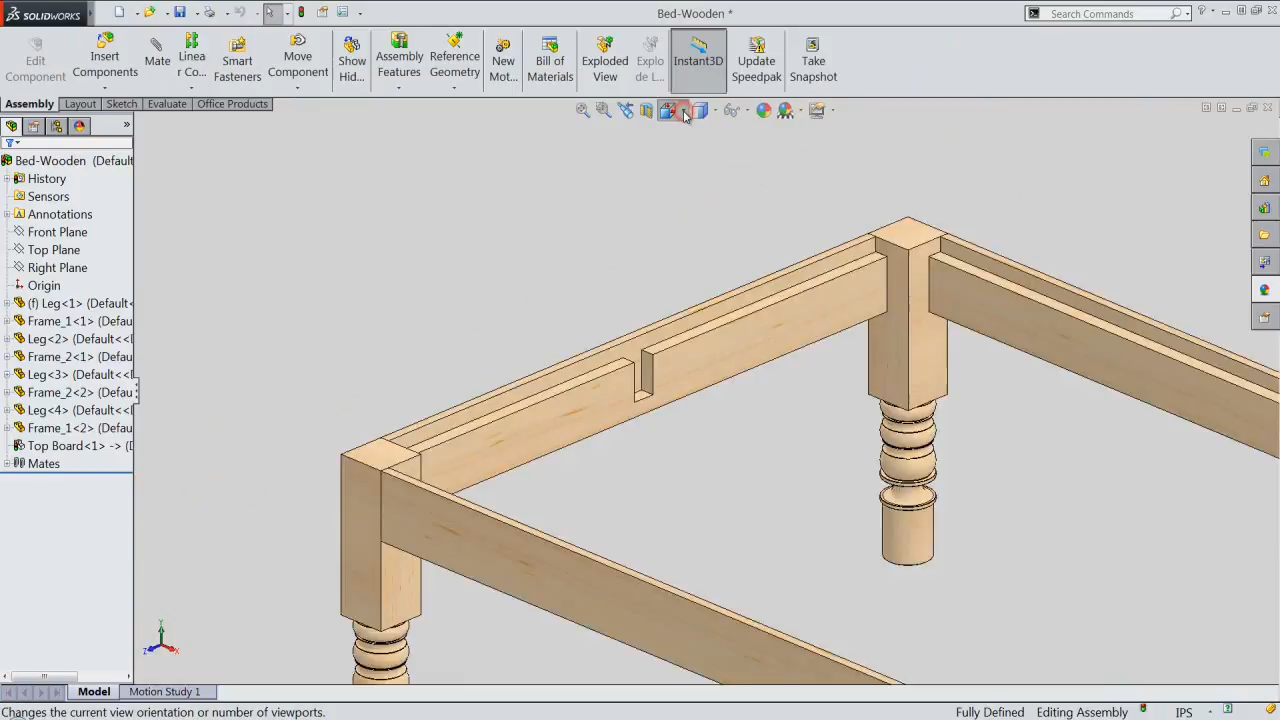 SOLIDWORKS
Bed-Wooden *
Search Commands
Edit Component
Insert Components
Mate
Linea r Co...
Smart Fasteners
Move Component
Show Hid...
Assembly Features
Reference Geometry
New Mot...
Bill of Materials
Exploded View
Explo de L...
Instant3D
Update Speedpak
Take Snapshot
Assembly Layout Sketch Evaluate Office Products
Bed-Wooden (Default
History
Sensors
Annotations
Front Plane
Top Plane
Right Plane
Origin
(f) Leg<1> (Default<
Frame_1<1> (Defau
Leg<2> (Default<<D
Frame_2<1> (Defau
Leg<3> (Default<<D
Frame_2<2> (Defau
Leg<4> (Default<<D
Frame_1<2> (Defau
Top Board<1> -> (D
Mates
Y
Z
X
Model Motion Study 1
Changes the current view orientation or number of viewports.
Fully Defined Editing Assembly IPS